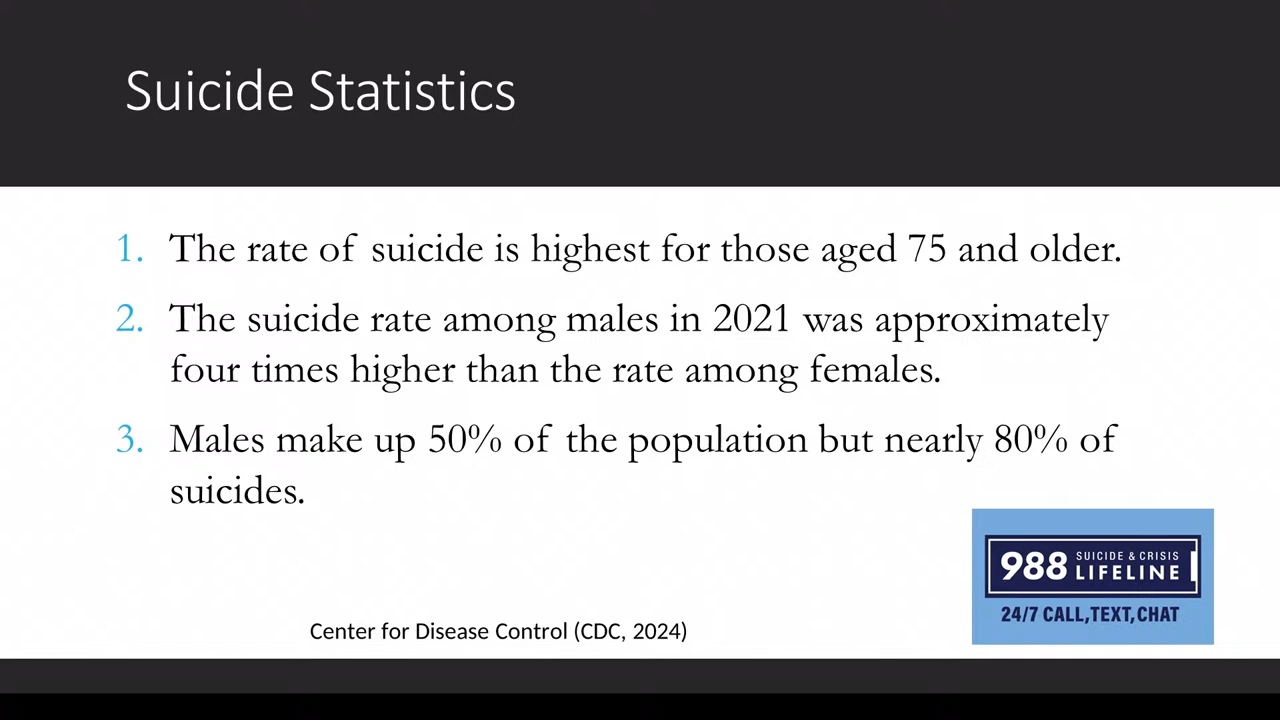 Suicide Statistics
1. The rate of suicide is highest for those aged 75 and older.
2. The suicide rate among males in 2021 was approximately
four times higher than the rate among females.
3. Males make up 50% of the population but nearly 80% of
suicides.
988 SUICIDE & CRISIS
LIFELINE
24/7 CALL,TEXT,CHAT
Center for Disease Control (CDC, 2024)